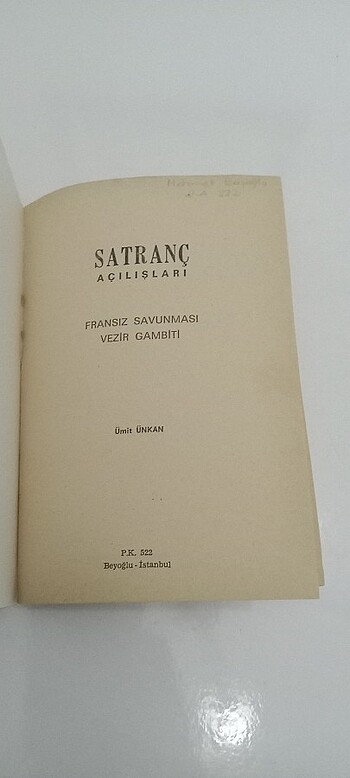 SATRANÇ
AÇILIŞLARI
FRANSIZ SAVUNMASI
VEZİR GAMBİTİ
Ümit ÜNKAN
P.K. 522
Beyoğlu - İstanbul